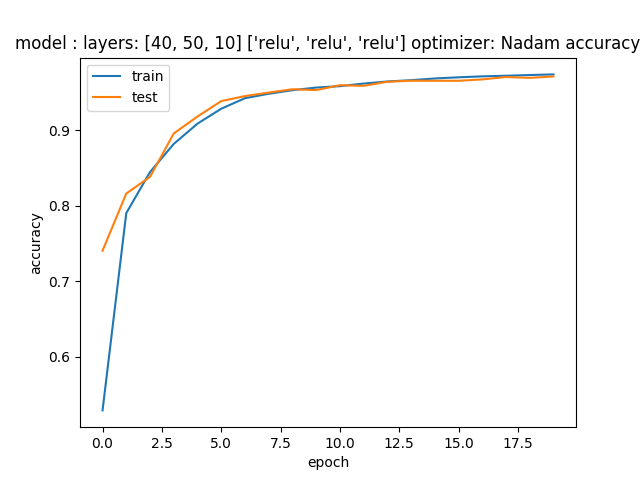 model : layers: [40, 50, 10] ['relu', 'relu', 'relu'] optimizer: Nadam accuracy
train
test
accuracy
0.9
0.8
0.7
0.6
0.0 2.5 5.0 7.5 10.0 12.5 15.0 17.5
epoch